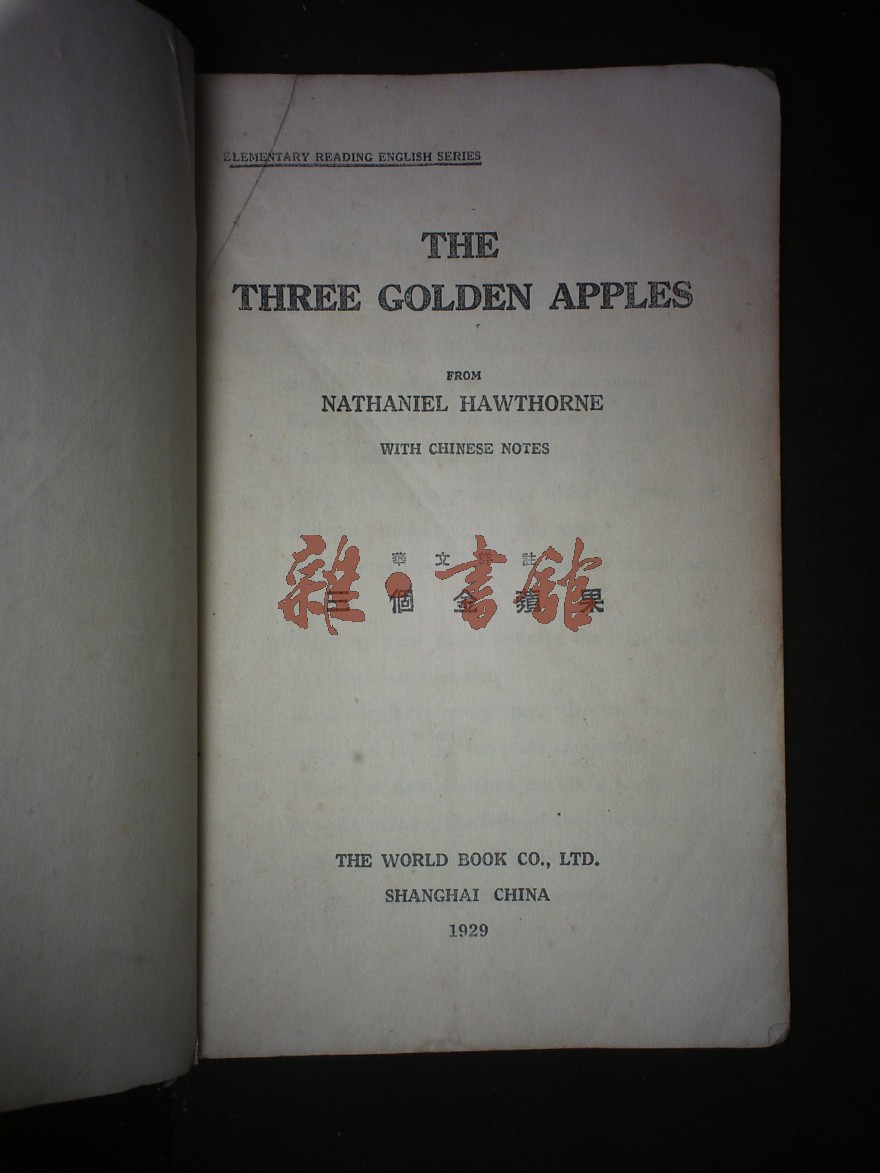 ELEMENTARY READING ENGLISH SERIES
THE
THREE GOLDEN APPLES
FROM
NATHANIEL HAWTHORNE
WITH CHINESE NOTES
華文詳註
三個金蘋果
雜·書館
THE WORLD BOOK CO., LTD.
SHANGHAI CHINA
1929